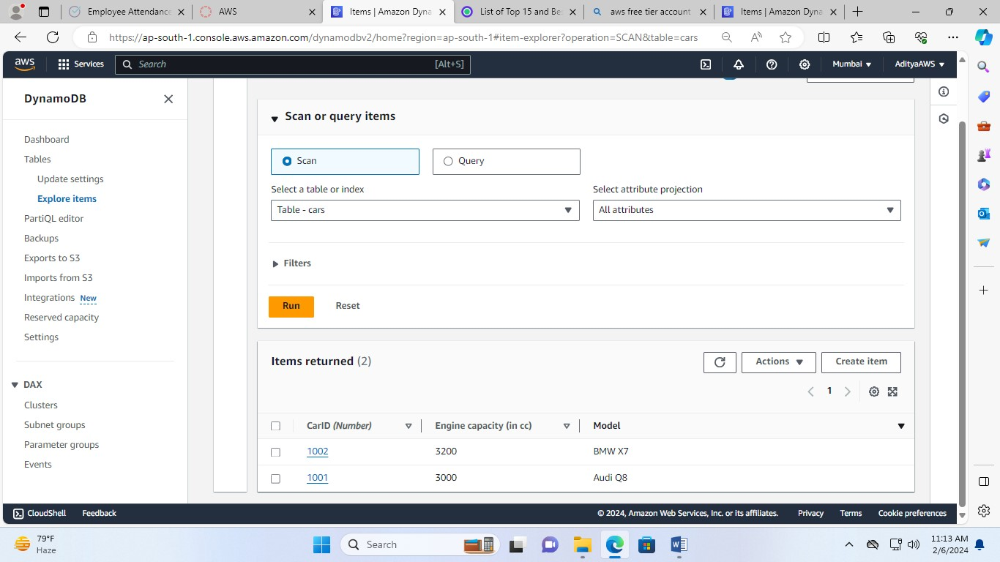 Employee Attendance
AWS
Items | Amazon Dyna
List of Top 15 and Be
aws free tier account
Items | Amazon Dyna
https://ap-south-1.console.aws.amazon.com/dynamodbv2/home?region=ap-south-1#item-explorer?operation=SCAN&table=cars
aws
Services
Search
[Alt+S]
Mumbai
AdityaAWS
DynamoDB
Dashboard
Tables
Update settings
Explore items
PartiQL editor
Backups
Exports to S3
Imports from S3
Integrations New
Reserved capacity
Settings
DAX
Clusters
Subnet groups
Parameter groups
Events
Scan or query items
Scan
Query
Select a table or index
Select attribute projection
Table - cars
All attributes
Filters
Run
Reset
Items returned (2)
Actions
Create item
1
CarID (Number)
Engine capacity (in cc)
Model
1002
3200
BMW X7
1001
3000
Audi Q8
CloudShell
Feedback
© 2024, Amazon Web Services, Inc. or its affiliates.
Privacy
Terms
Cookie preferences
79°F
Haze
Search
11:13 AM
2/6/2024